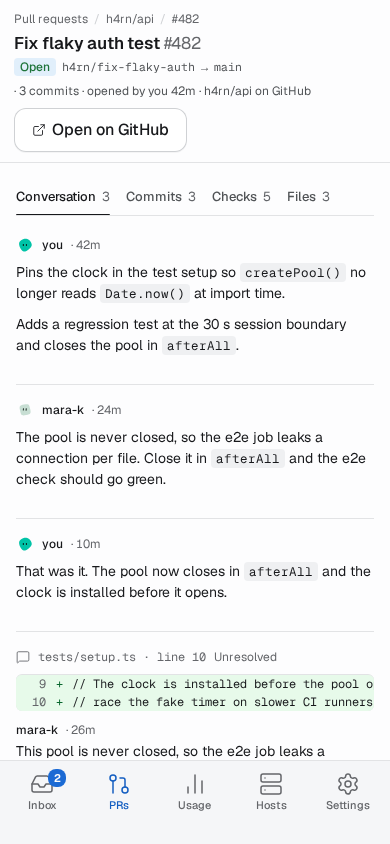 Pull requests / h4rn/api / #482
Fix flaky auth test #482
Open h4rn/fix-flaky-auth → main
· 3 commits · opened by you 42m · h4rn/api on GitHub
Open on GitHub
Conversation 3 Commits 3 Checks 5 Files 3
you · 42m
Pins the clock in the test setup so createPool() no
longer reads Date.now() at import time.
Adds a regression test at the 30 s session boundary
and closes the pool in afterAll.
mara-k · 24m
The pool is never closed, so the e2e job leaks a
connection per file. Close it in afterAll and the e2e
check should go green.
you · 10m
That was it. The pool now closes in afterAll and the
clock is installed before it opens.
tests/setup.ts · line 10 Unresolved
9 + // The clock is installed before the pool o
10 + // race the fake timer on slower CI runners
mara-k · 26m
This pool is never closed, so the e2e job leaks a
2
Inbox PRs Usage Hosts Settings